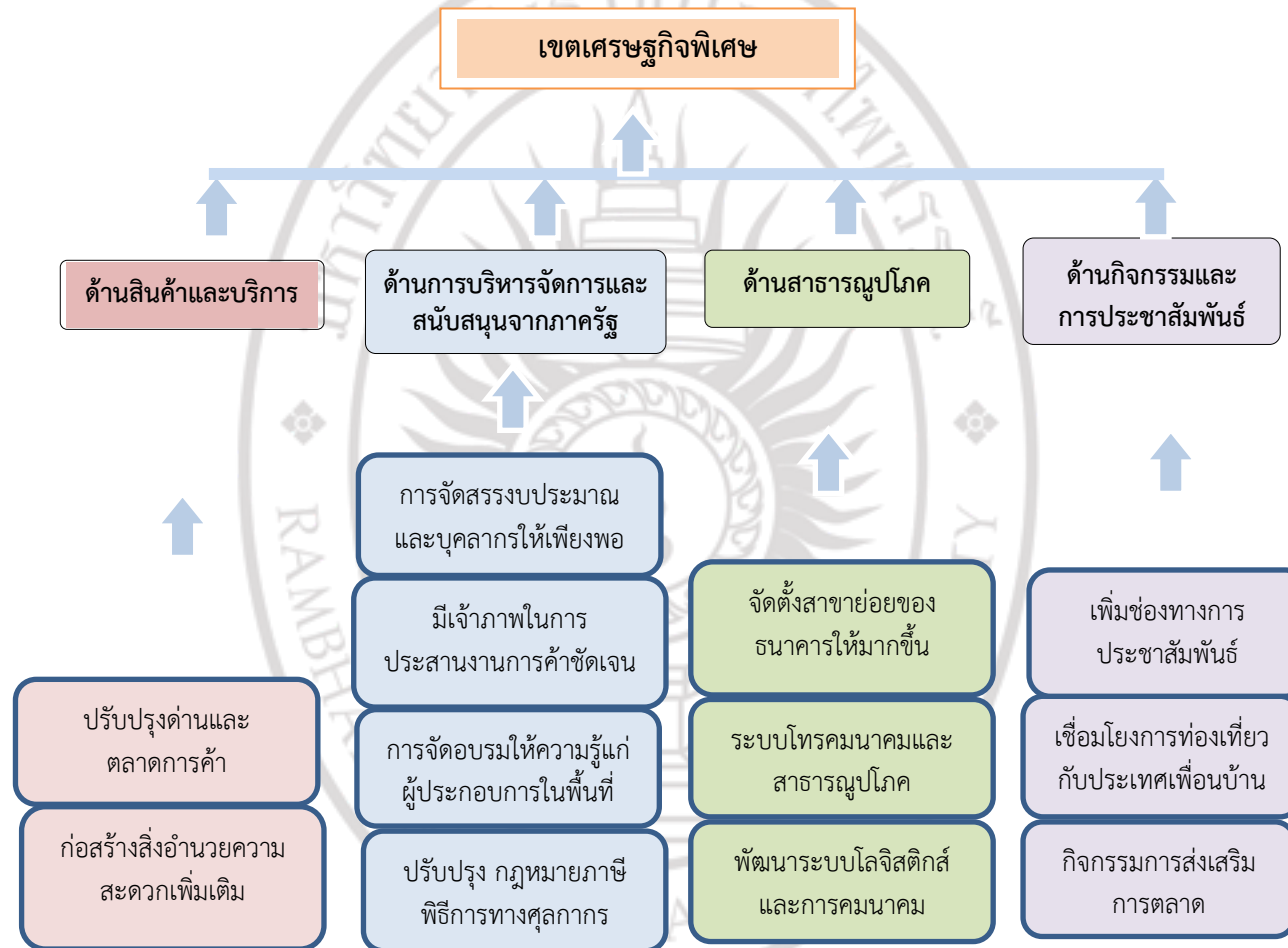 เขตเศรษฐกิจพิเศษ
ด้านสินค้าและบริการ
ด้านการบริหารจัดการและ
สนับสนุนจากภาครัฐ
ด้านสาธารณูปโภค
ด้านกิจกรรมและ
การประชาสัมพันธ์
ปรับปรุงด่านและ
ตลาดการค้า
ก่อสร้างสิ่งอำนวยความ
สะดวกเพิ่มเติม
การจัดสรรงบประมาณ
และบุคลากรให้เพียงพอ
มีเจ้าภาพในการ
ประสานงานการค้าชัดเจน
การจัดอบรมให้ความรู้แก่
ผู้ประกอบการในพื้นที่
ปรับปรุง กฎหมายภาษี
พิธีการทางศุลกากร
จัดตั้งสาขาย่อยของ
ธนาคารให้มากขึ้น
ระบบโทรคมนาคมและ
สาธารณูปโภค
พัฒนาระบบโลจิสติกส์
และการคมนาคม
เพิ่มช่องทางการ
ประชาสัมพันธ์
เชื่อมโยงการท่องเที่ยว
กับประเทศเพื่อนบ้าน
กิจกรรมการส่งเสริม
การตลาด